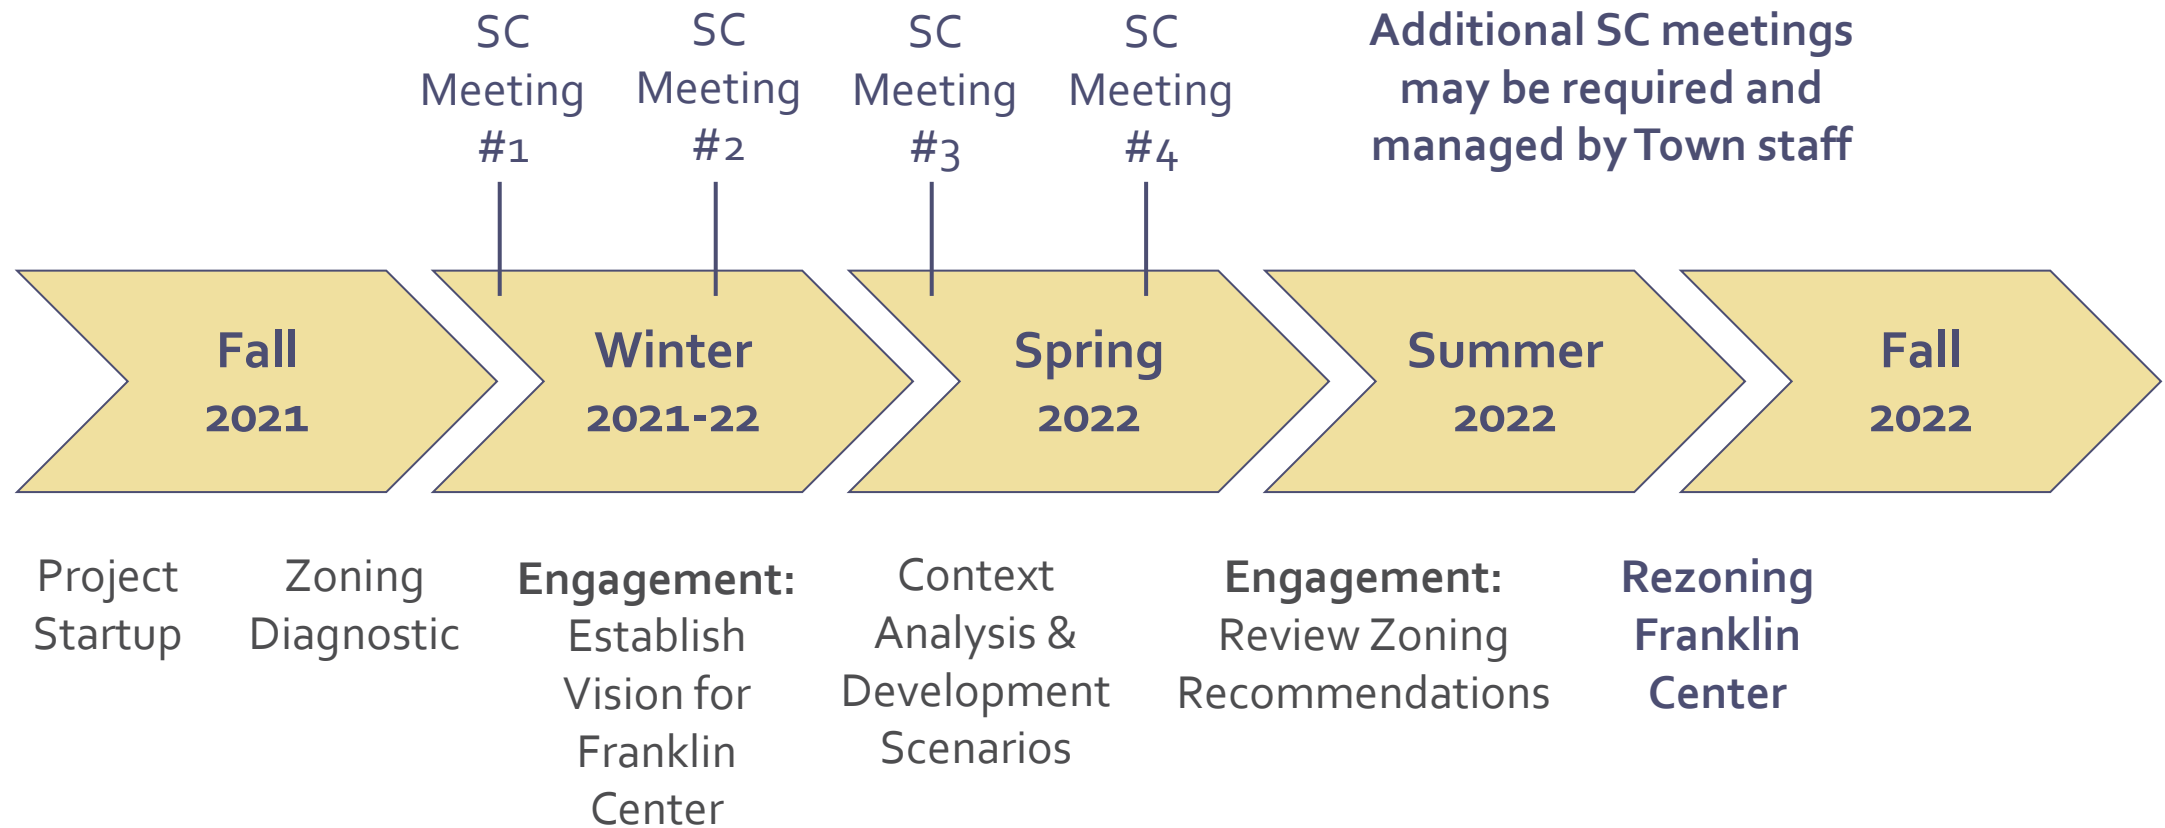 SC
Meeting
#1
SC
Meeting
#2
SC
Meeting
#3
SC
Meeting
#4
Additional SC meetings
may be required and
managed by Town staff
Fall
2021
Winter
2021-22
Spring
2022
Summer
2022
Fall
2022
Project
Startup
Zoning
Diagnostic
Engagement:
Establish
Vision for
Franklin
Center
Context
Analysis &
Development
Scenarios
Engagement:
Review Zoning
Recommendations
Rezoning
Franklin
Center